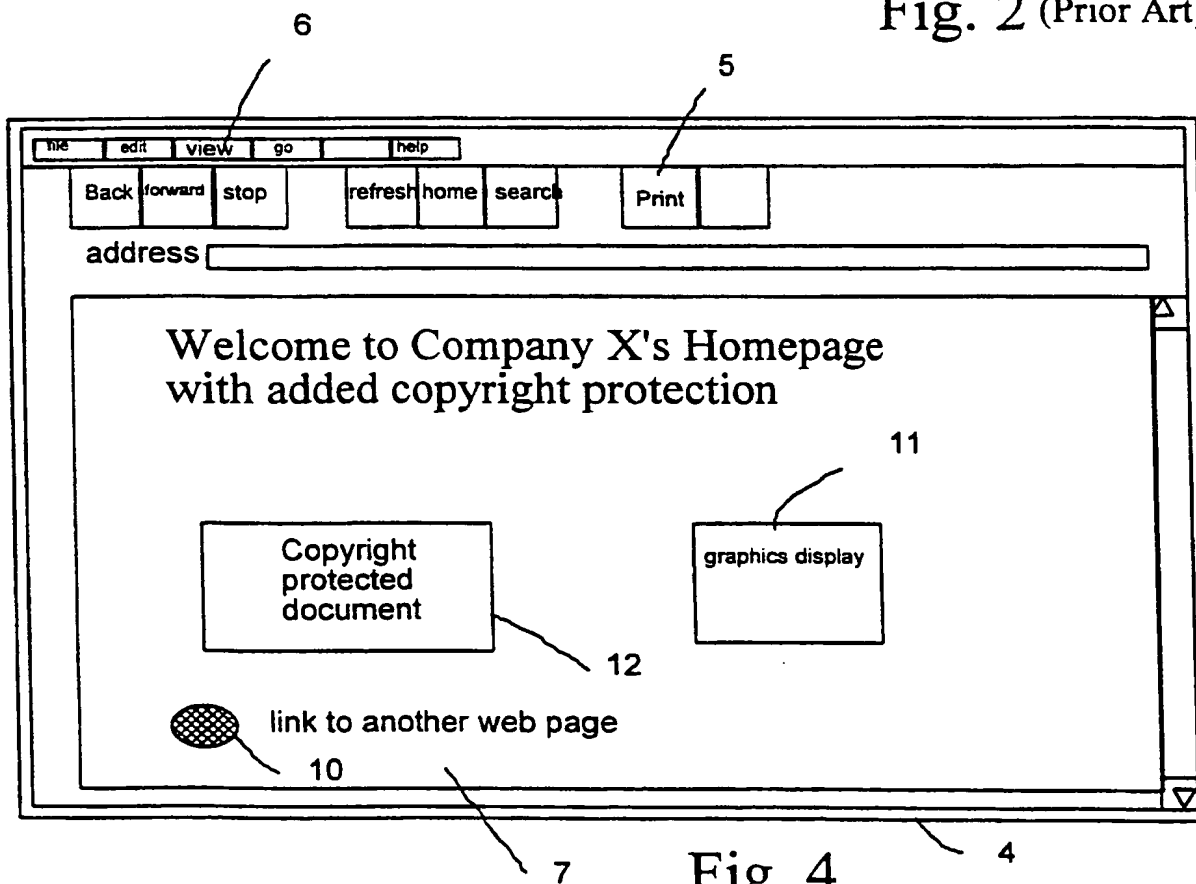 Fig. 2 (Prior Art)
6
5
file edit view go help
Back forward stop refresh home search Print
address
Welcome to Company X's Homepage
with added copyright protection
11
Copyright
protected
document
graphics display
12
link to another web page
10
7
4
Fig. 4